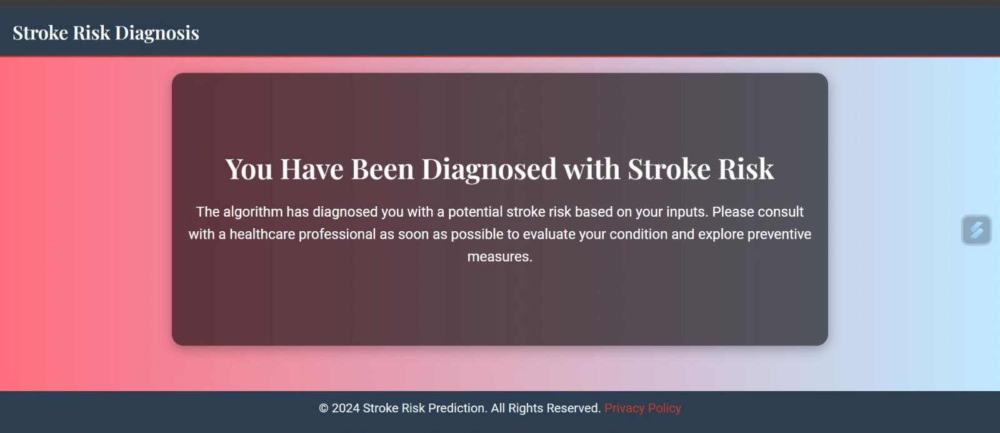 Stroke Risk Diagnosis
You Have Been Diagnosed with Stroke Risk
The algorithm has diagnosed you with a potential stroke risk based on your inputs. Please consult
with a healthcare professional as soon as possible to evaluate your condition and explore preventive
measures.
© 2024 Stroke Risk Prediction. All Rights Reserved. Privacy Policy